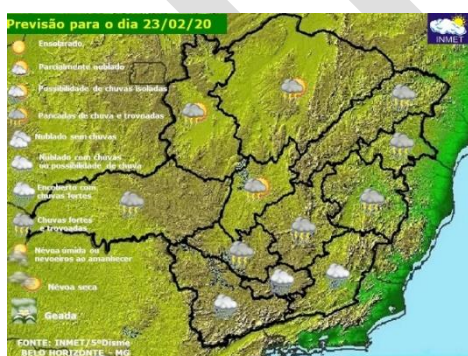 Previsão para o dia 23/02/20
INMET
Ensolarado
Parcialmente nublado
Possibilidade de chuvas isoladas
Pancadas de chuva e trovoadas
Nublado sem chuvas
Nublado com chuvas
ou possibilidade de chuva
Encoberto com
chuvas fortes
Chuvas fortes
e trovoadas
Névoa úmida ou
nevoeiros ao amanhecer
Névoa seca
Geada
FONTE: INMET/5ºDisme
BELO HORIZONTE - MG